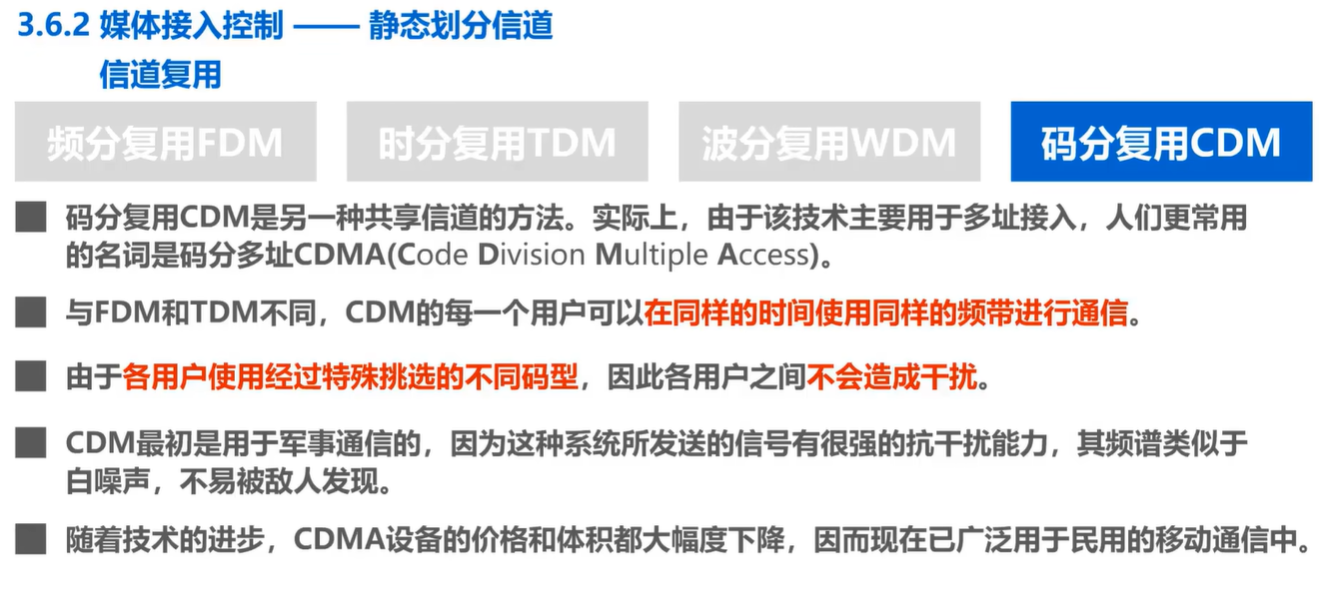 3.6.2 媒体接入控制 —— 静态划分信道
信道复用
频分复用FDM
时分复用TDM
波分复用WDM
码分复用CDM
码分复用CDM是另一种共享信道的方法。实际上，由于该技术主要用于多址接入，人们更常用
的名词是码分多址CDMA(Code Division Multiple Access)。
与FDM和TDM不同，CDM的每一个用户可以在同样的时间使用同样的频带进行通信。
由于各用户使用经过特殊挑选的不同码型，因此各用户之间不会造成干扰。
CDM最初是用于军事通信的，因为这种系统所发送的信号有很强的抗干扰能力，其频谱类似于
白噪声，不易被敌人发现。
随着技术的进步，CDMA设备的价格和体积都大幅度下降，因而现在已广泛用于民用的移动通信中。